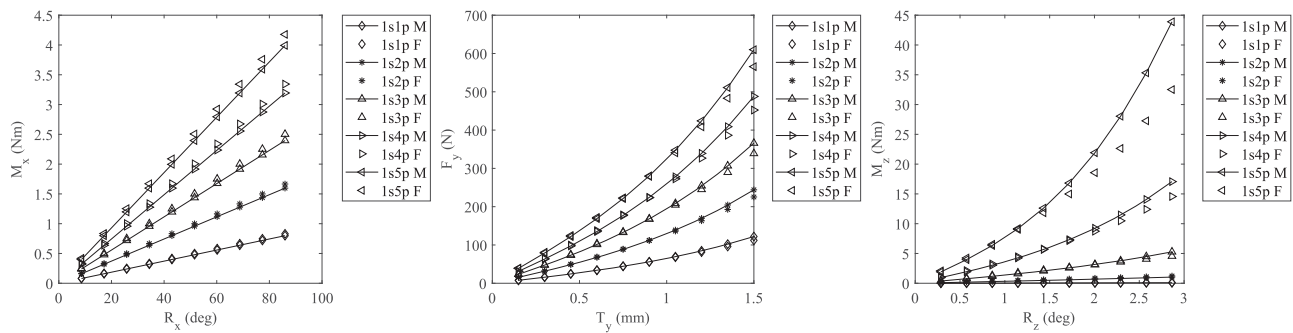 4.5
4
3.5
3
2.5
2
1.5
1
0.5
0
M_x (Nm)
0 20 40 60 80 100
R_x (deg)
1s1p M
1s1p F
1s2p M
1s2p F
1s3p M
1s3p F
1s4p M
1s4p F
1s5p M
1s5p F
700
600
500
400
300
200
100
0
F_y (N)
0 0.5 1 1.5
T_y (mm)
1s1p M
1s1p F
1s2p M
1s2p F
1s3p M
1s3p F
1s4p M
1s4p F
1s5p M
1s5p F
45
40
35
30
25
20
15
10
5
0
M_z (Nm)
0 0.5 1 1.5 2 2.5 3
R_z (deg)
1s1p M
1s1p F
1s2p M
1s2p F
1s3p M
1s3p F
1s4p M
1s4p F
1s5p M
1s5p F